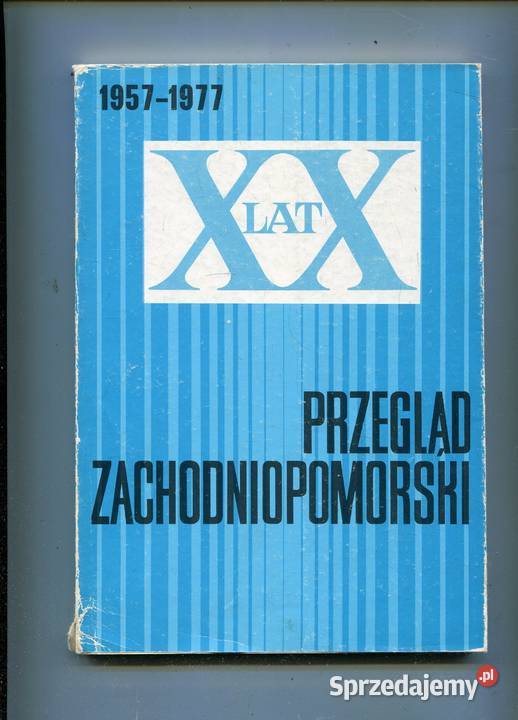 1957-1977
XX
LAT
PRZEGLĄD
ZACHODNIOPOMORSKI
Sprzedajemy.pl